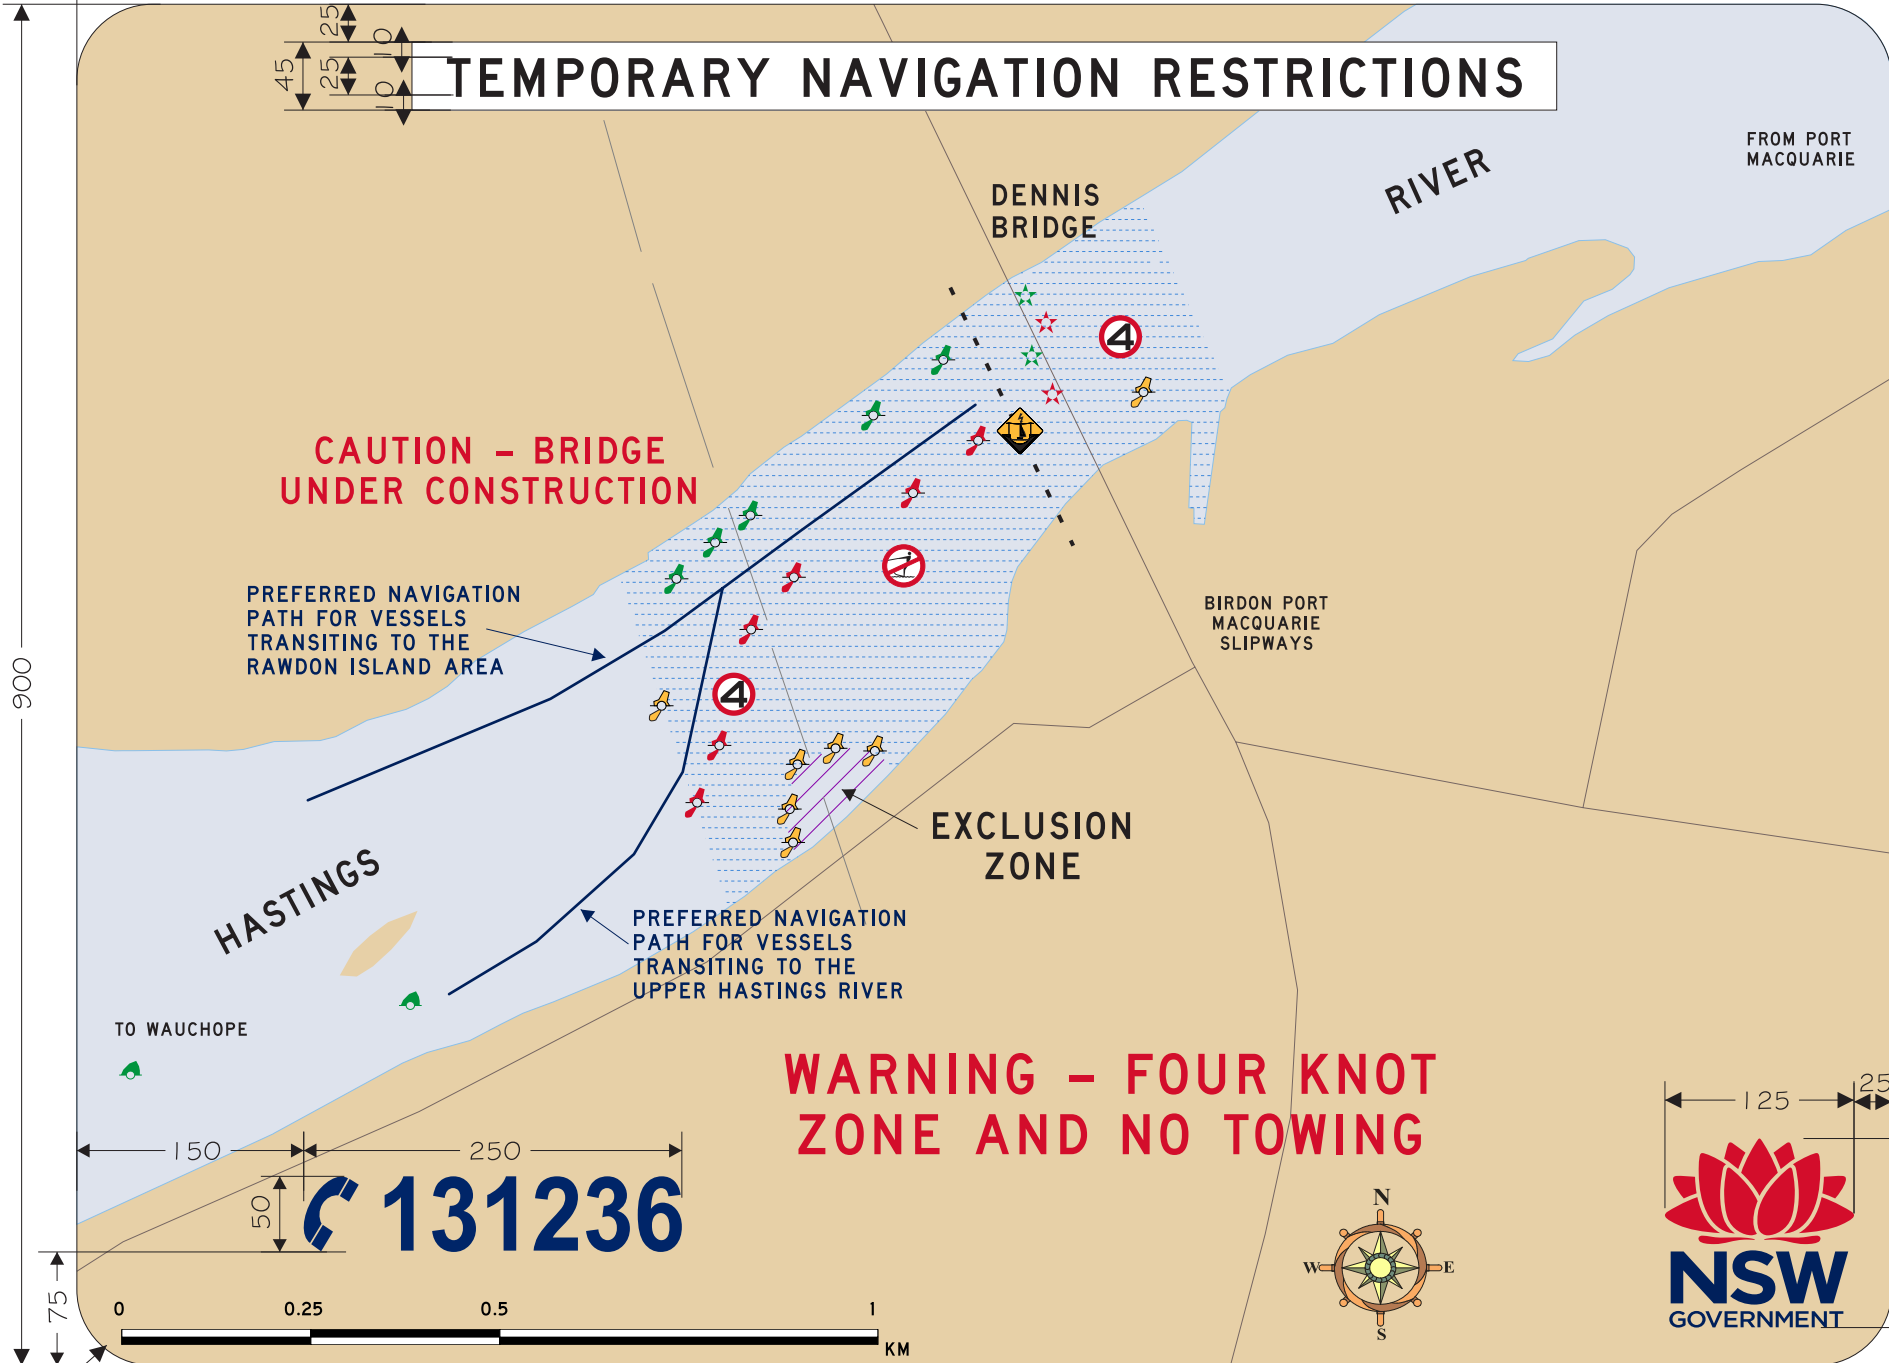 25
10
45
25
10
TEMPORARY NAVIGATION RESTRICTIONS
FROM PORT
MACQUARIE
RIVER
DENNIS
BRIDGE
4
CAUTION – BRIDGE
UNDER CONSTRUCTION
PREFERRED NAVIGATION
PATH FOR VESSELS
TRANSITING TO THE
RAWDON ISLAND AREA
BIRDON PORT
MACQUARIE
SLIPWAYS
900
4
EXCLUSION
ZONE
HASTINGS
PREFERRED NAVIGATION
PATH FOR VESSELS
TRANSITING TO THE
UPPER HASTINGS RIVER
TO WAUCHOPE
WARNING – FOUR KNOT
ZONE AND NO TOWING
125
25
150
250
50
131236
75
N
W
E
S
NSW
GOVERNMENT
0
0.25
0.5
1
KM